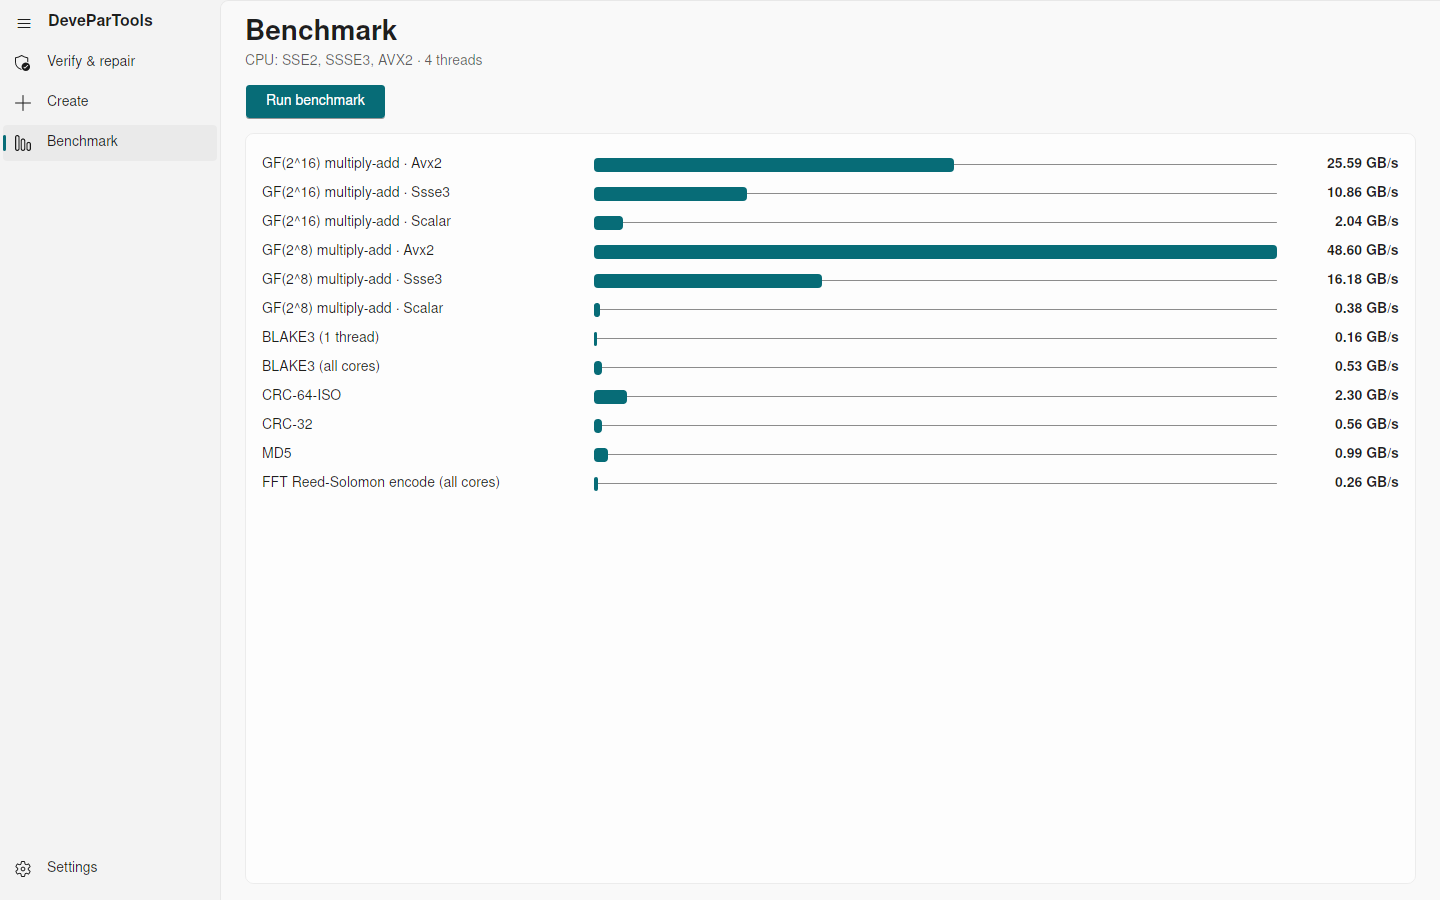 DeveParTools
Verify & repair
Create
Benchmark
Settings
Benchmark
CPU: SSE2, SSSE3, AVX2 · 4 threads
Run benchmark
GF(2^16) multiply-add · Avx2 25.59 GB/s
GF(2^16) multiply-add · Ssse3 10.86 GB/s
GF(2^16) multiply-add · Scalar 2.04 GB/s
GF(2^8) multiply-add · Avx2 48.60 GB/s
GF(2^8) multiply-add · Ssse3 16.18 GB/s
GF(2^8) multiply-add · Scalar 0.38 GB/s
BLAKE3 (1 thread) 0.16 GB/s
BLAKE3 (all cores) 0.53 GB/s
CRC-64-ISO 2.30 GB/s
CRC-32 0.56 GB/s
MD5 0.99 GB/s
FFT Reed-Solomon encode (all cores) 0.26 GB/s